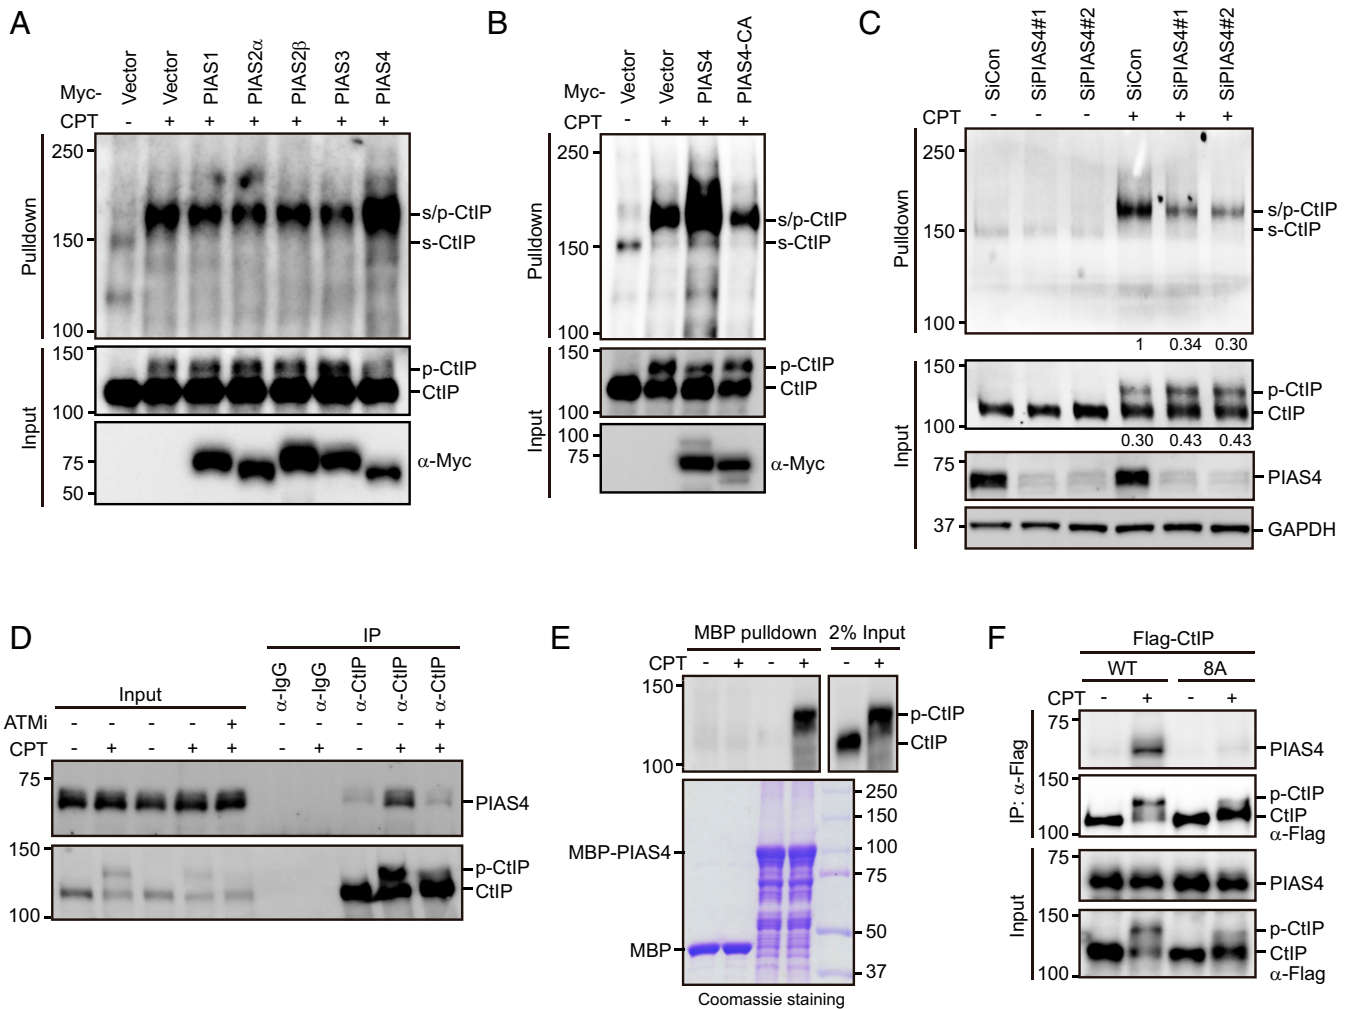 A
Myc- Vector Vector PIAS1 PIAS2α PIAS2β PIAS3 PIAS4
CPT - + + + + + +
Pulldown
250
150
100
s/p-CtIP
s-CtIP
Input
150
100
p-CtIP
CtIP
75
50
α-Myc
B
Myc- Vector Vector PIAS4 PIAS4-CA
CPT - + + +
Pulldown
250
150
100
s/p-CtIP
s-CtIP
Input
150
100
p-CtIP
CtIP
100
75
α-Myc
C
SiCon SiPIAS4#1 SiPIAS4#2 SiCon SiPIAS4#1 SiPIAS4#2
CPT - - - + + +
Pulldown
250
150
100
s/p-CtIP
s-CtIP
1 0.34 0.30
Input
150
100
p-CtIP
CtIP
0.30 0.43 0.43
75
PIAS4
37
GAPDH
D
IP
Input
α-IgG α-IgG α-CtIP α-CtIP α-CtIP
ATMi + +
CPT - + - + + - + - + +
75
PIAS4
150
100
p-CtIP
CtIP
E
MBP pulldown 2% Input
CPT - + - + - +
150
100
p-CtIP
CtIP
MBP-PIAS4
MBP
250
150
100
75
50
37
Coomassie staining
F
Flag-CtIP
WT 8A
CPT - + - +
IP: α-Flag
75
PIAS4
150
100
p-CtIP
CtIP
α-Flag
Input
75
PIAS4
150
100
p-CtIP
CtIP
α-Flag